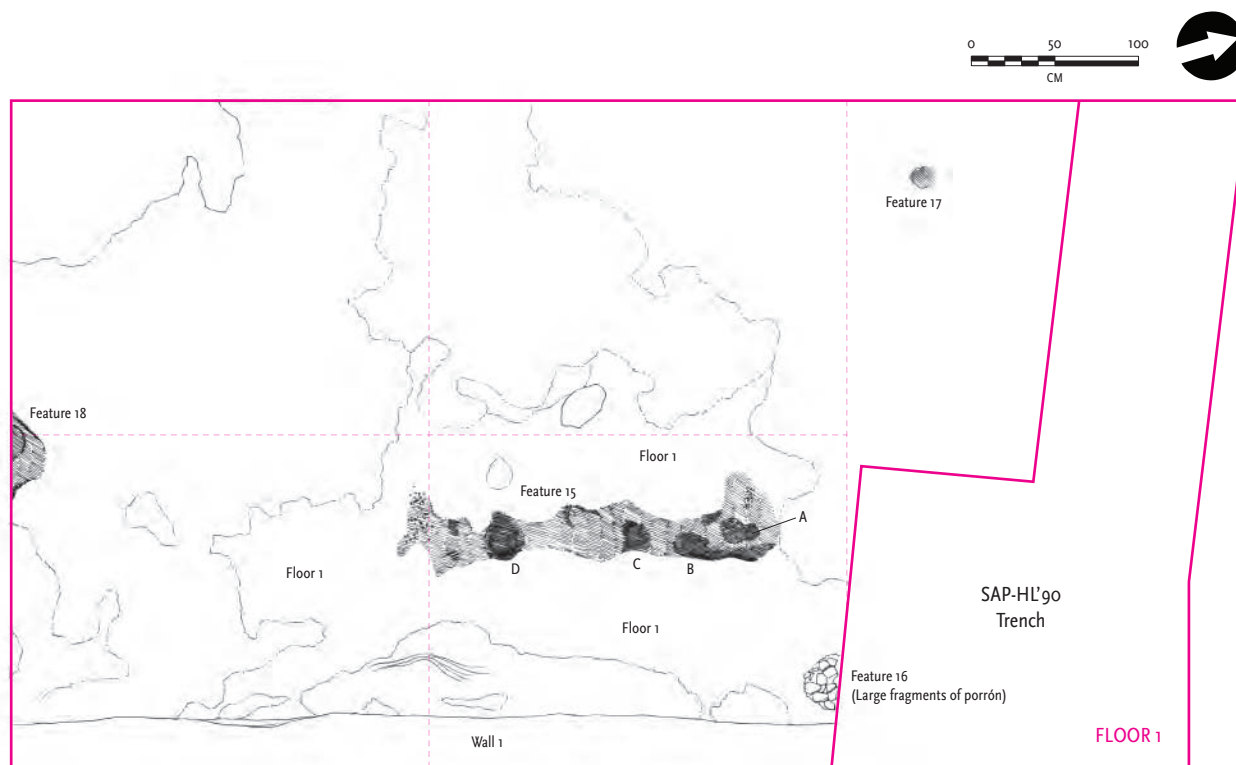 0 50 100
CM
Feature 17
Feature 18
Floor 1
Feature 15
A
D
C
B
Floor 1
Floor 1
SAP-HL'90
Trench
Feature 16
(Large fragments of porrón)
Wall 1
FLOOR 1